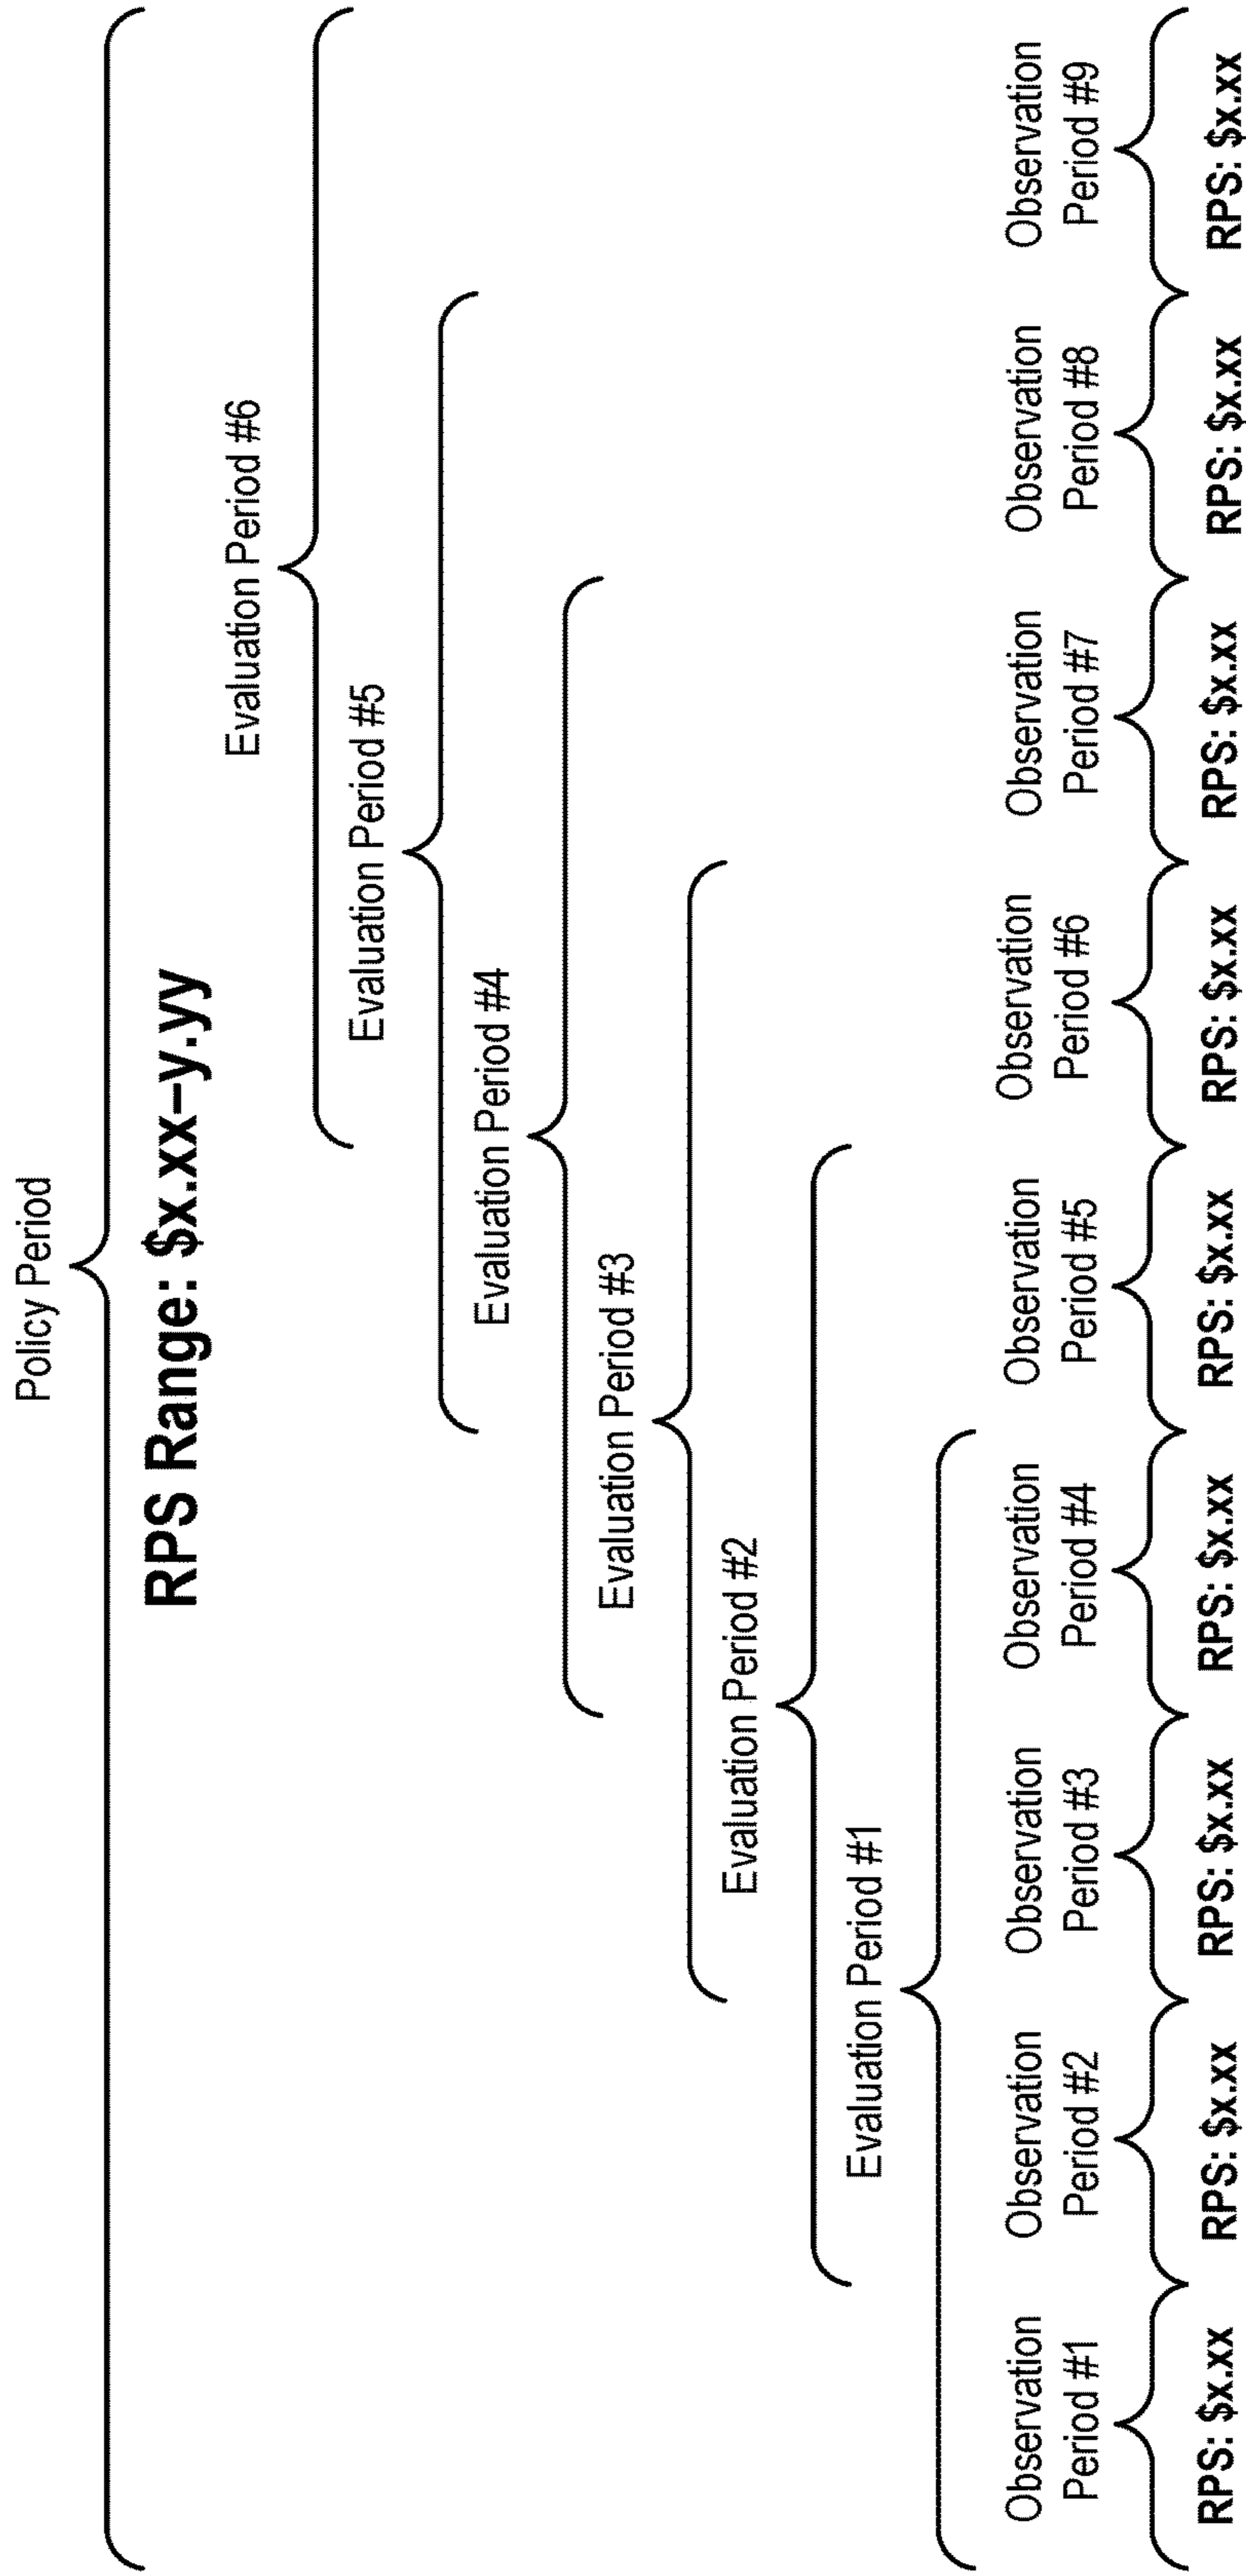 Policy Period
RPS Range: $x.xx–y.yy
Evaluation Period #6
Evaluation Period #5
Evaluation Period #4
Evaluation Period #3
Evaluation Period #2
Evaluation Period #1
Observation
Period #1
Observation
Period #2
Observation
Period #3
Observation
Period #4
Observation
Period #5
Observation
Period #6
Observation
Period #7
Observation
Period #8
Observation
Period #9
RPS: $x.xx
RPS: $x.xx
RPS: $x.xx
RPS: $x.xx
RPS: $x.xx
RPS: $x.xx
RPS: $x.xx
RPS: $x.xx
RPS: $x.xx